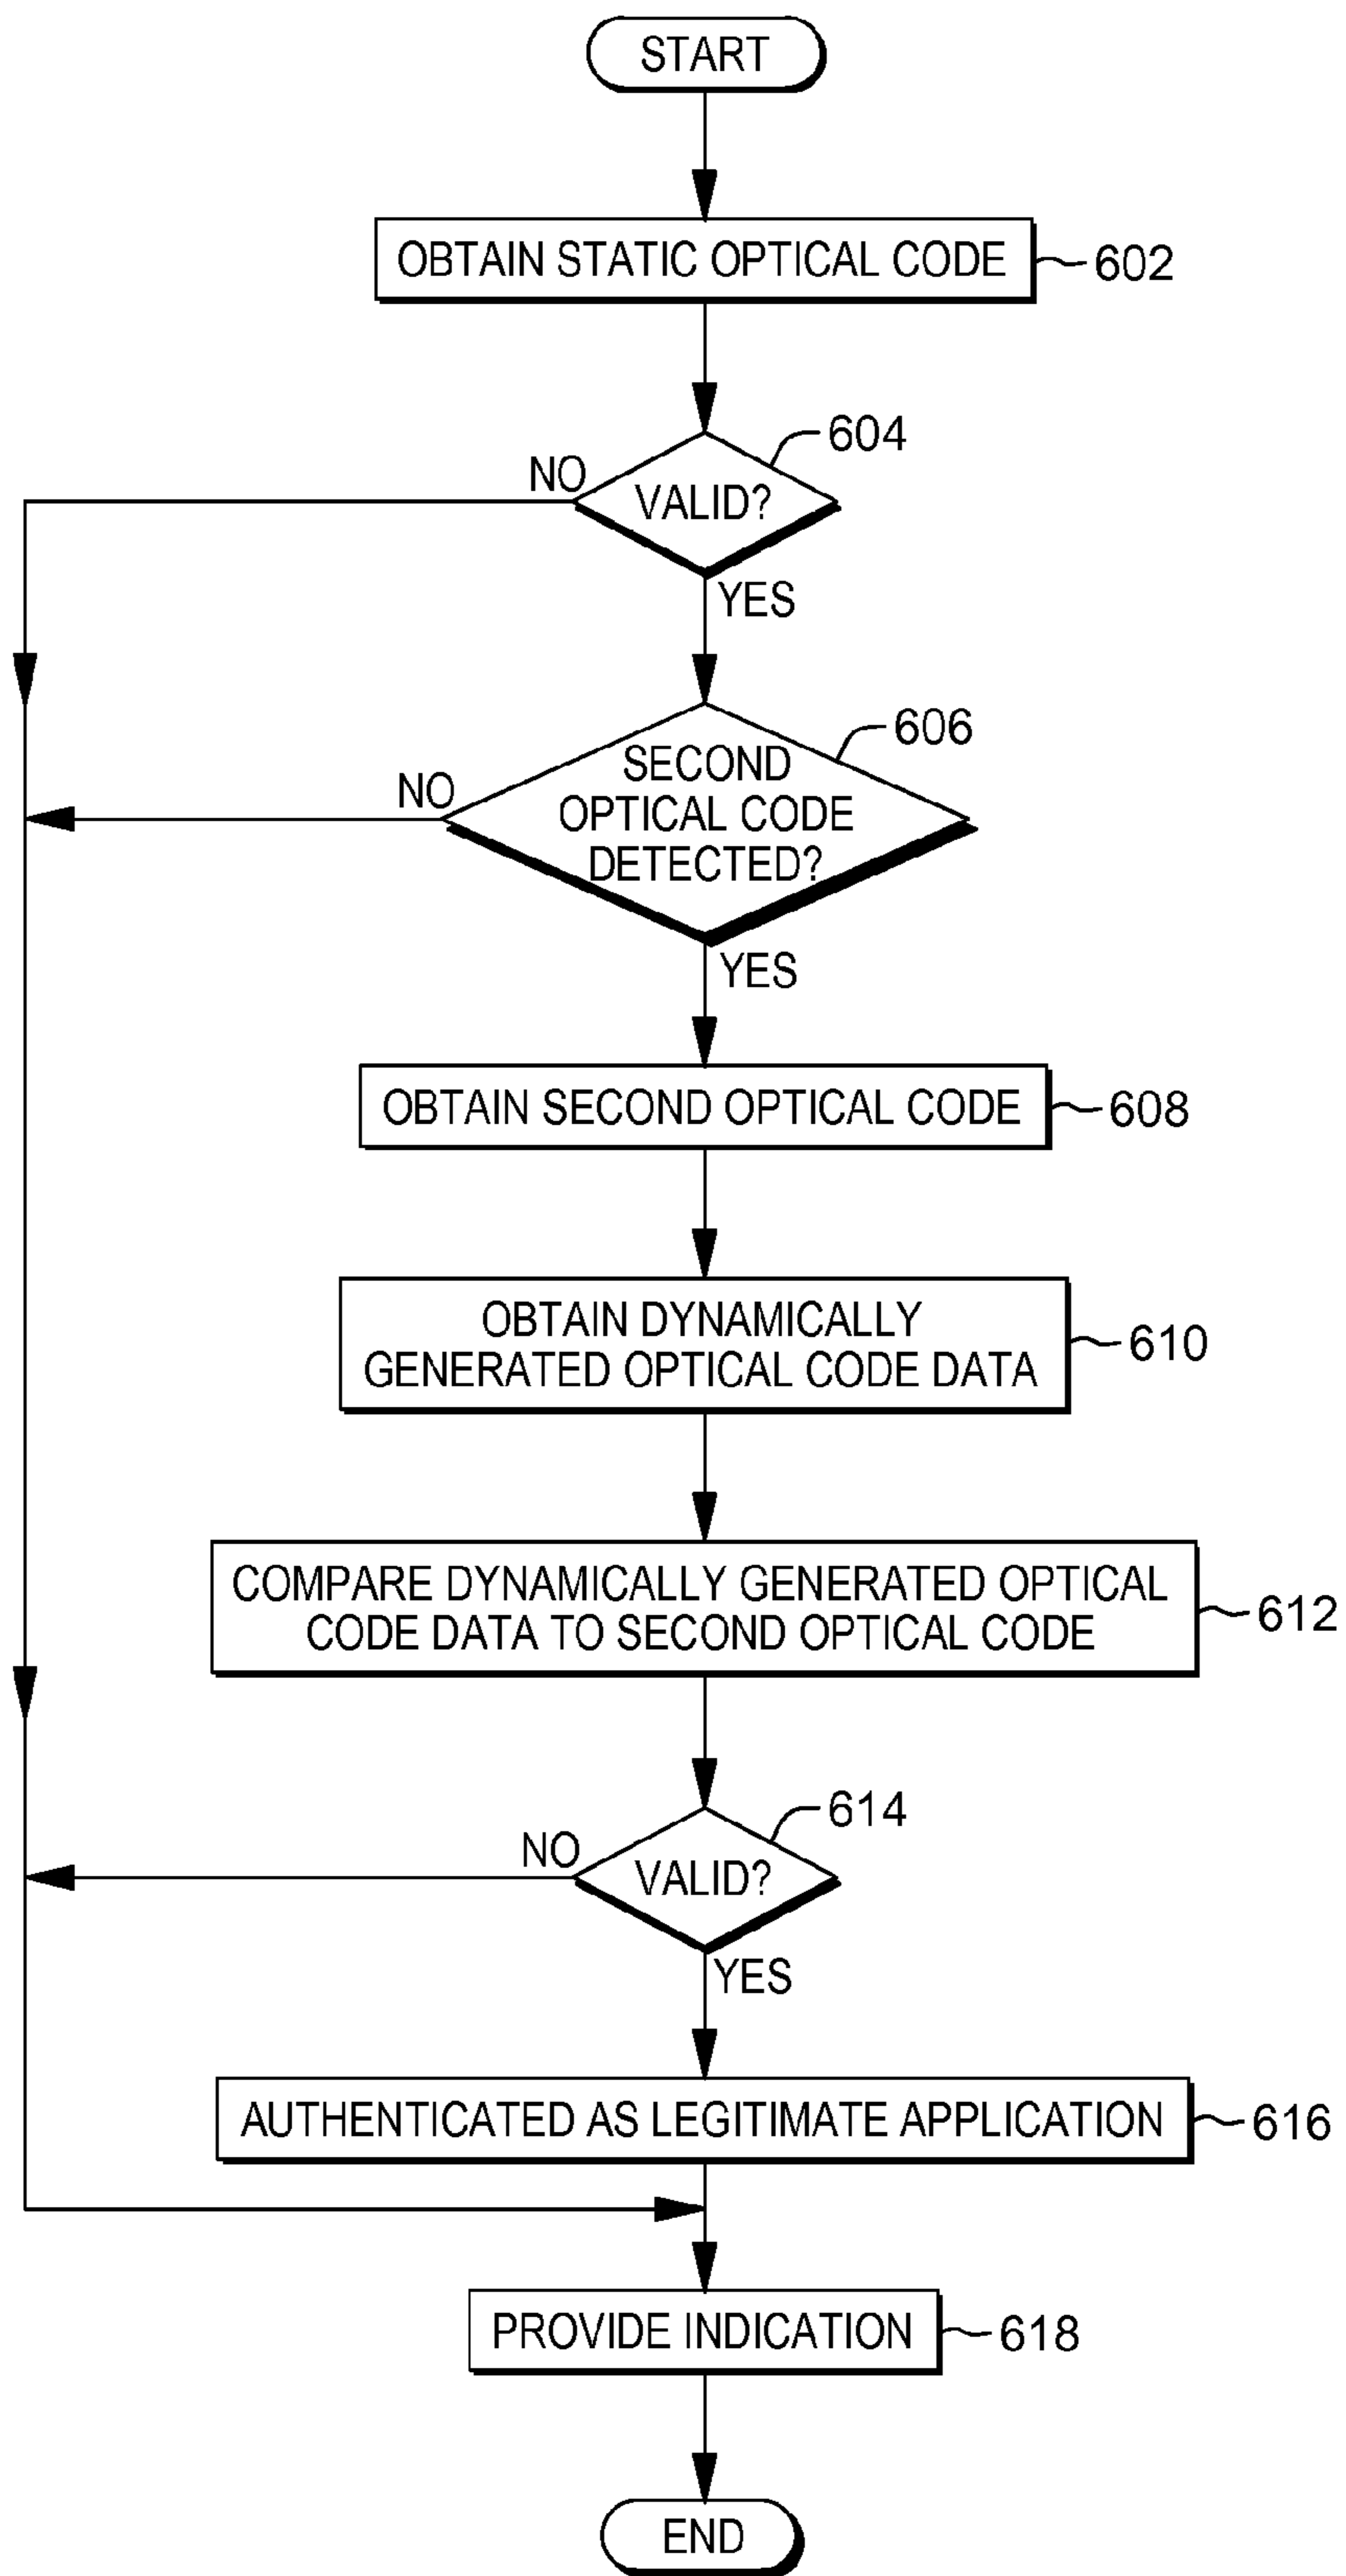 START
OBTAIN STATIC OPTICAL CODE
602
604
NO
VALID?
YES
606
SECOND
NO
OPTICAL CODE
DETECTED?
YES
OBTAIN SECOND OPTICAL CODE
608
OBTAIN DYNAMICALLY
GENERATED OPTICAL CODE DATA
610
COMPARE DYNAMICALLY GENERATED OPTICAL
CODE DATA TO SECOND OPTICAL CODE
612
614
NO
VALID?
YES
AUTHENTICATED AS LEGITIMATE APPLICATION
616
PROVIDE INDICATION
618
END